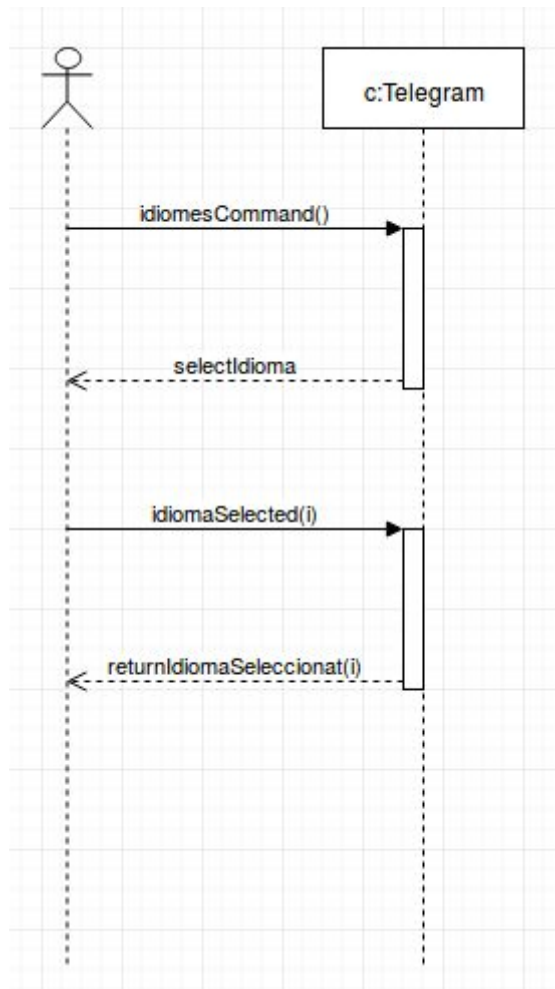 c:Telegram
idiomesCommand()
selectIdioma
idiomaSelected(i)
returnIdiomaSeleccionat(i)